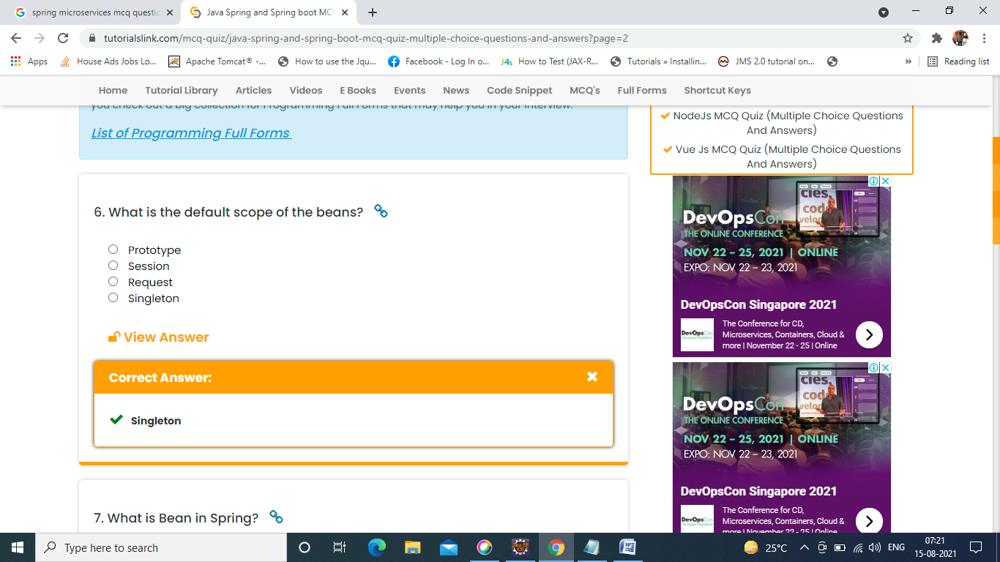 spring microservices mcq questic
Java Spring and Spring boot MC
tutorialslink.com/mcq-quiz/java-spring-and-spring-boot-mcq-quiz-multiple-choice-questions-and-answers?page=2
Apps
House Ads Jobs Lo...
Apache Tomcat® -...
How to use the Jqu...
Facebook - Log In o...
J4s How to Test (JAX-R...
Tutorials » Installin...
JMS 2.0 tutorial on...
»
Reading list
Home Tutorial Library Articles Videos E Books Events News Code Snippet MCQ's Full Forms Shortcut Keys
you check out a big collection for Programming Full Forms that may help you in your interview.
List of Programming Full Forms
6. What is the default scope of the beans?
Prototype
Session
Request
Singleton
View Answer
Correct Answer:
Singleton
7. What is Bean in Spring?
NodeJs MCQ Quiz (Multiple Choice Questions
And Answers)
Vue Js MCQ Quiz (Multiple Choice Questions
And Answers)
DevOpsCon
THE ONLINE CONFERENCE
NOV 22 – 25, 2021 | ONLINE
EXPO: NOV 22 – 23, 2021
DevOpsCon Singapore 2021
DevOpsCon
The Conference for CD,
Microservices, Containers, Cloud &
more | November 22 - 25 | Online
DevOpsCon
THE ONLINE CONFERENCE
NOV 22 – 25, 2021 | ONLINE
EXPO: NOV 22 – 23, 2021
DevOpsCon Singapore 2021
DevOpsCon
The Conference for CD,
Microservices, Containers, Cloud &
more | November 22 - 25 | Online
Type here to search
25°C
ENG
07:21
15-08-2021